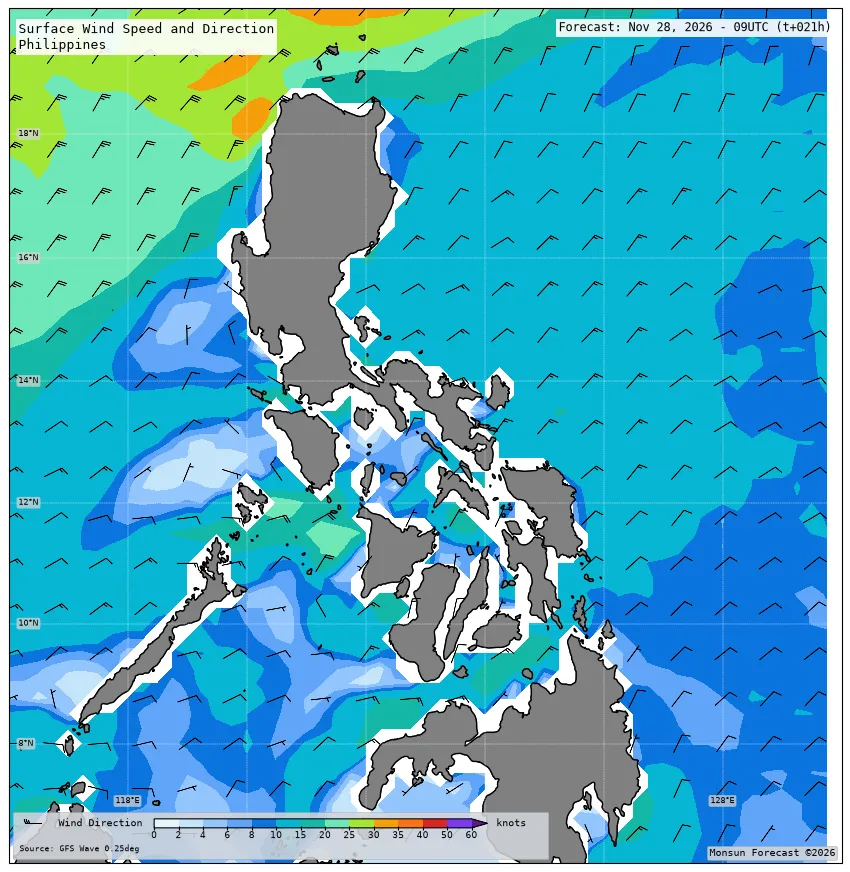 Surface Wind Speed and Direction
Philippines
Forecast: Nov 28, 2026 - 09UTC (t+021h)
18°N
16°N
14°N
12°N
10°N
8°N
118°E
128°E
Wind Direction
knots
0 2 4 6 8 10 15 20 25 30 35 40 50 60
Source: GFS Wave 0.25deg
Monsun Forecast ©2026